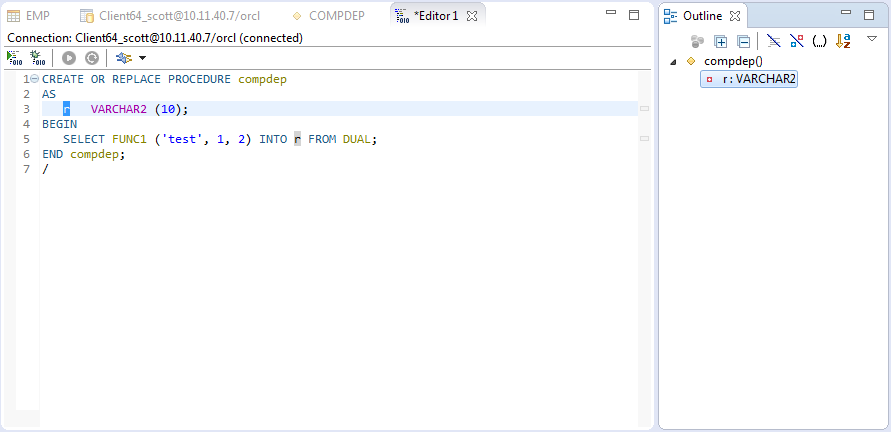 EMP Client64_scott@10.11.40.7/orcl COMPDEP *Editor1
Connection: Client64_scott@10.11.40.7/orcl (connected)
1 CREATE OR REPLACE PROCEDURE compdep
2 AS
3 r VARCHAR2 (10);
4 BEGIN
5 SELECT FUNC1 ('test', 1, 2) INTO r FROM DUAL;
6 END compdep;
7 /
Outline
compdep()
r : VARCHAR2